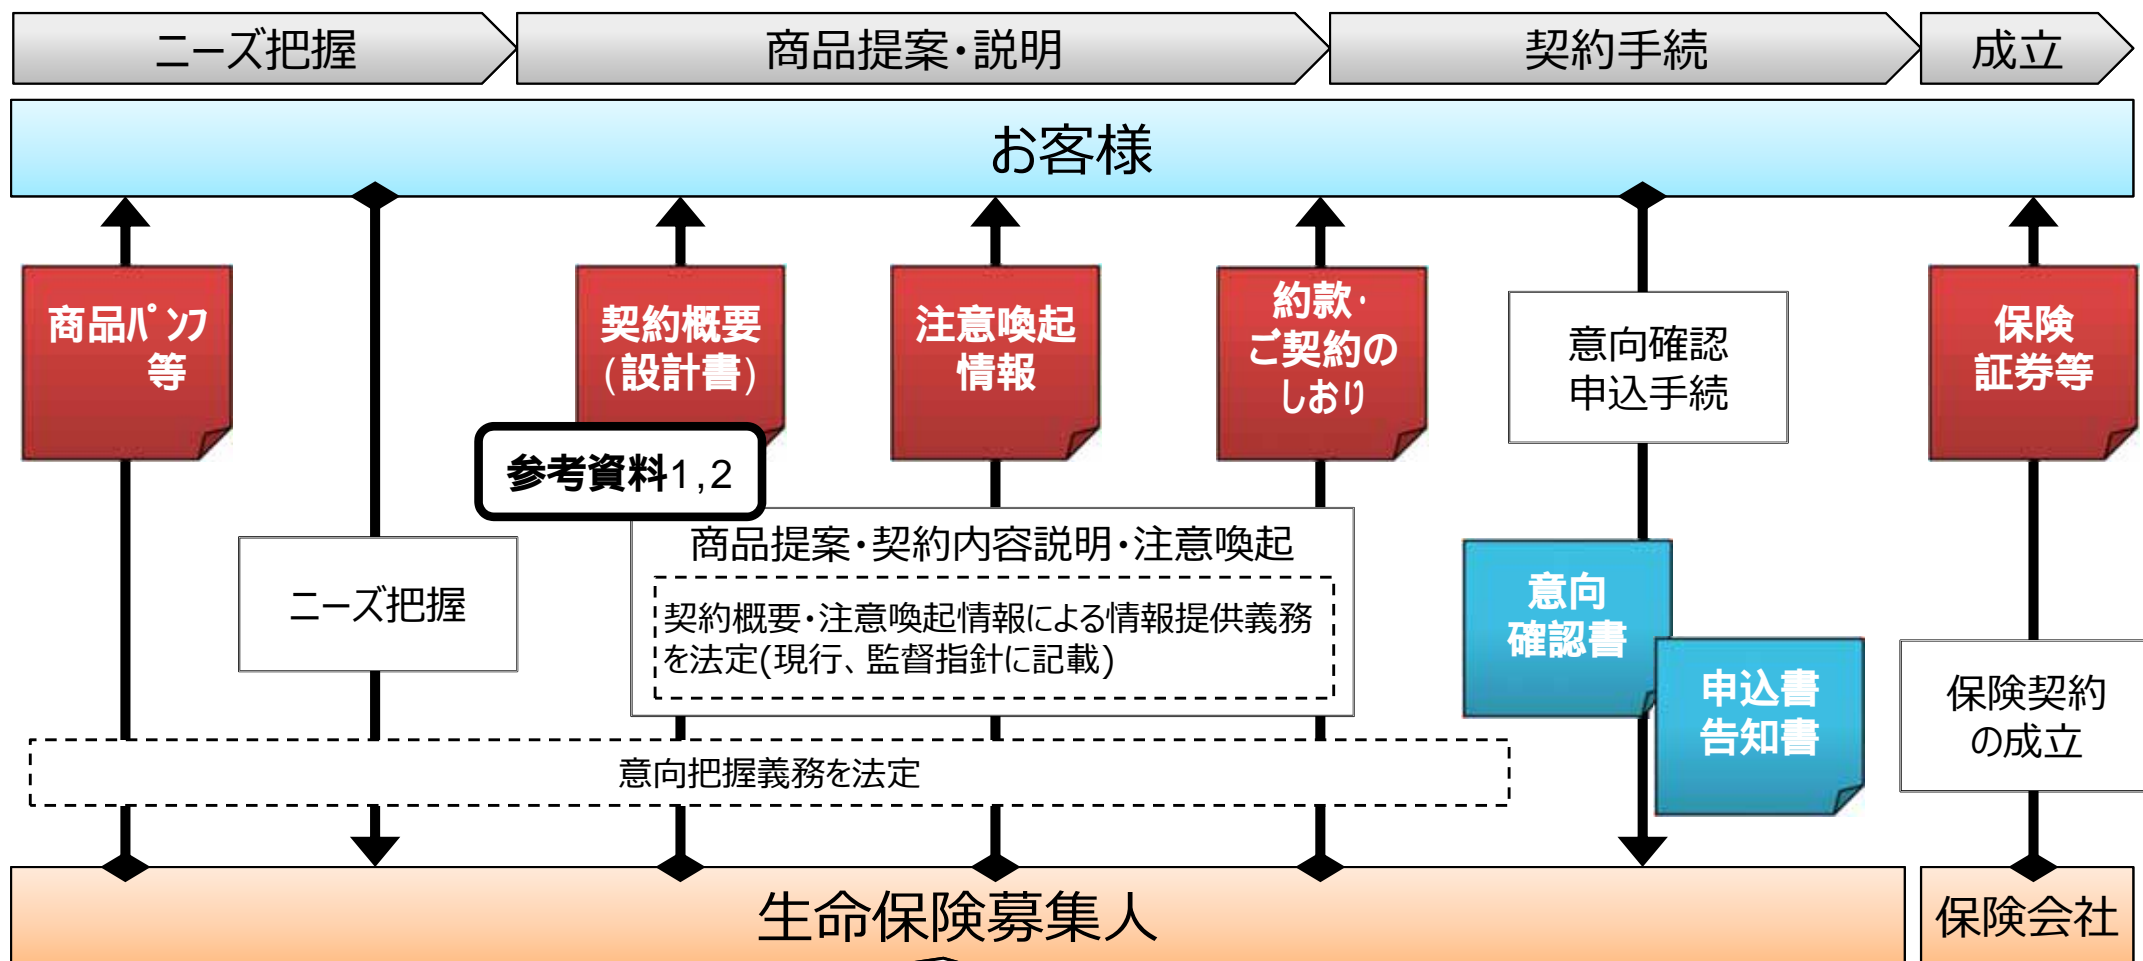 ニーズ把握
商品提案・説明
契約手続
成立
お客様
商品ﾊﾟﾝﾌ
等
契約概要
(設計書)
注意喚起
情報
約款・
ご契約の
しおり
意向確認
申込手続
保険
証券等
参考資料1,2
商品提案・契約内容説明・注意喚起
契約概要・注意喚起情報による情報提供義務
を法定(現行、監督指針に記載)
ニーズ把握
意向
確認書
申込書
告知書
保険契約
の成立
意向把握義務を法定
生命保険募集人
保険会社